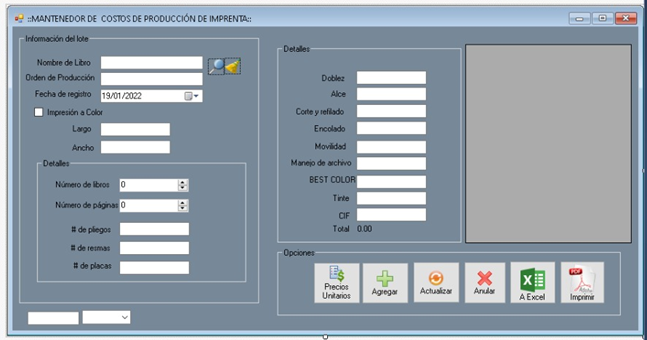 ::MANTENEDOR DE COSTOS DE PRODUCCIÓN DE IMPRENTA::
Información del lote
Nombre de Libro
Orden de Producción
Fecha de registro 19/01/2022
Impresión a Color
Largo
Ancho
Detalles
Número de libros 0
Número de páginas 0
# de pliegos
# de resmas
# de placas
Detalles
Doblez
Alce
Corte y refilado
Encolado
Movilidad
Manejo de archivo
BEST COLOR
Tinte
CIF
Total 0.00
Opciones
Precios
Unitarios
Agregar
Actualizar
Anular
A Excel
PDF
Imprimir